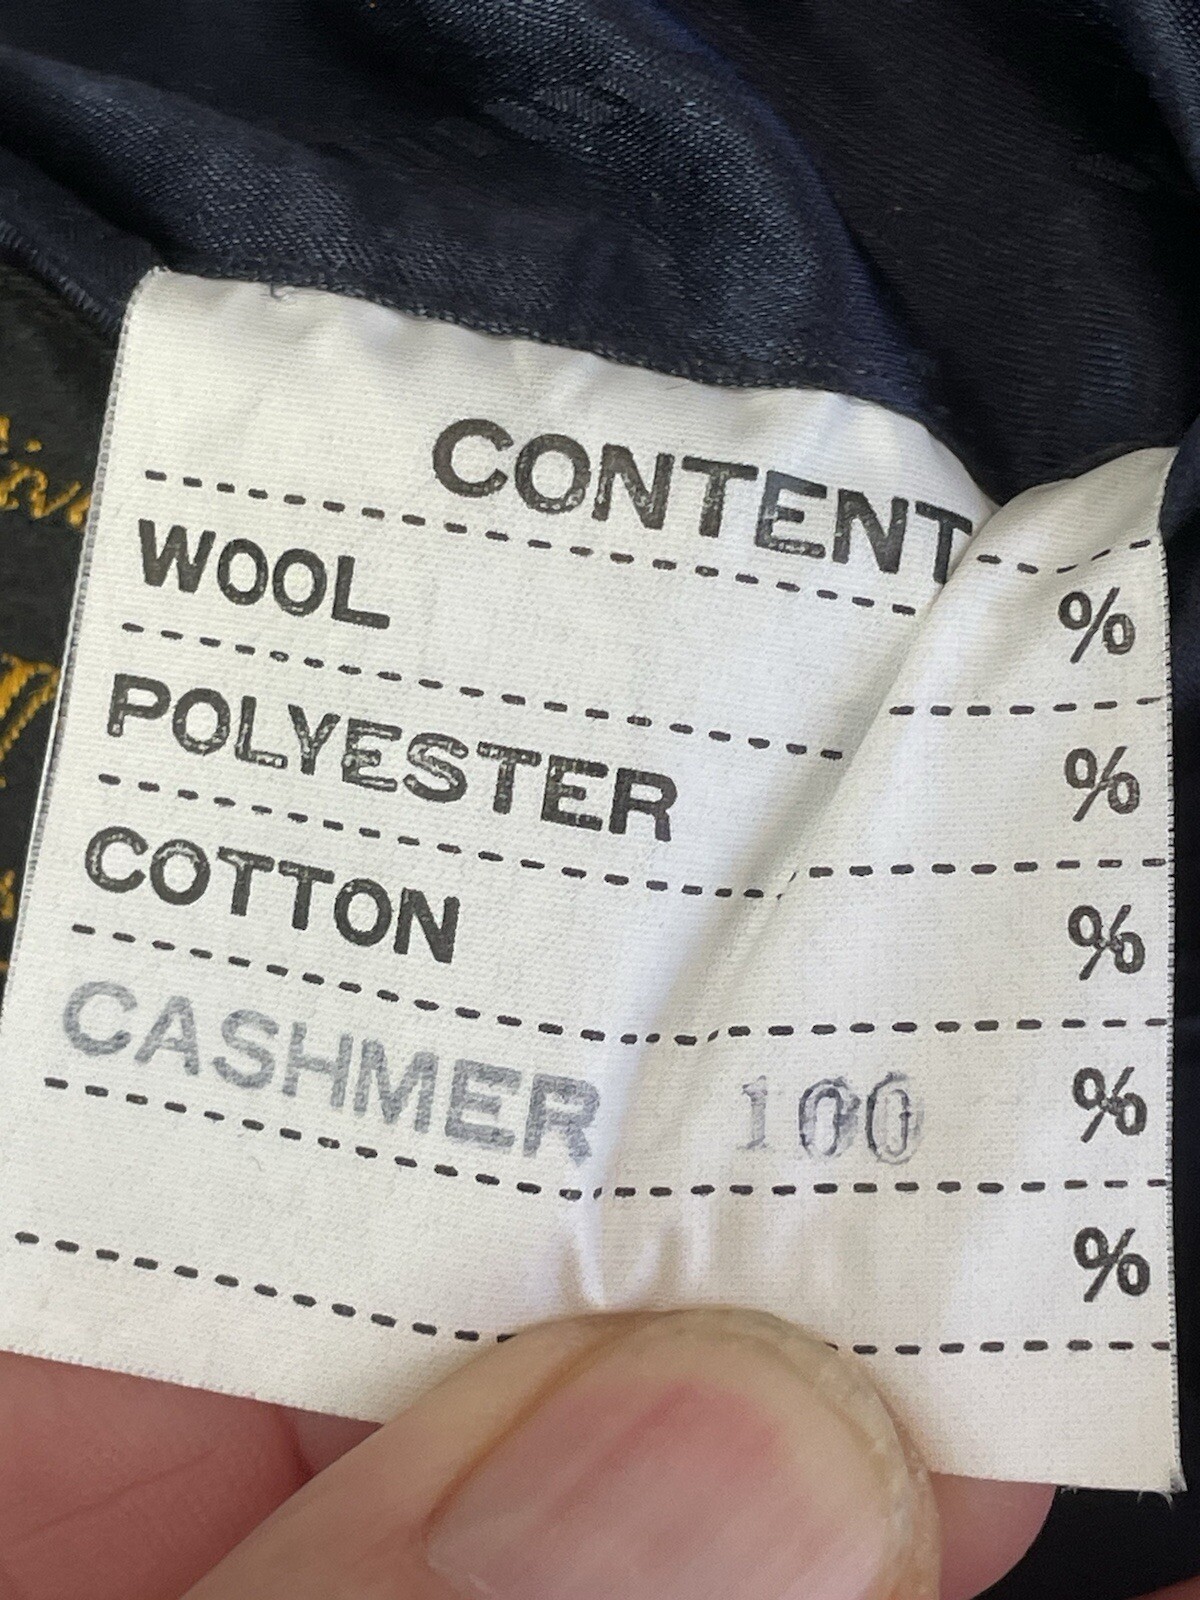 CONTENT
WOOL %
POLYESTER %
COTTON %
CASHMER 100 %
%